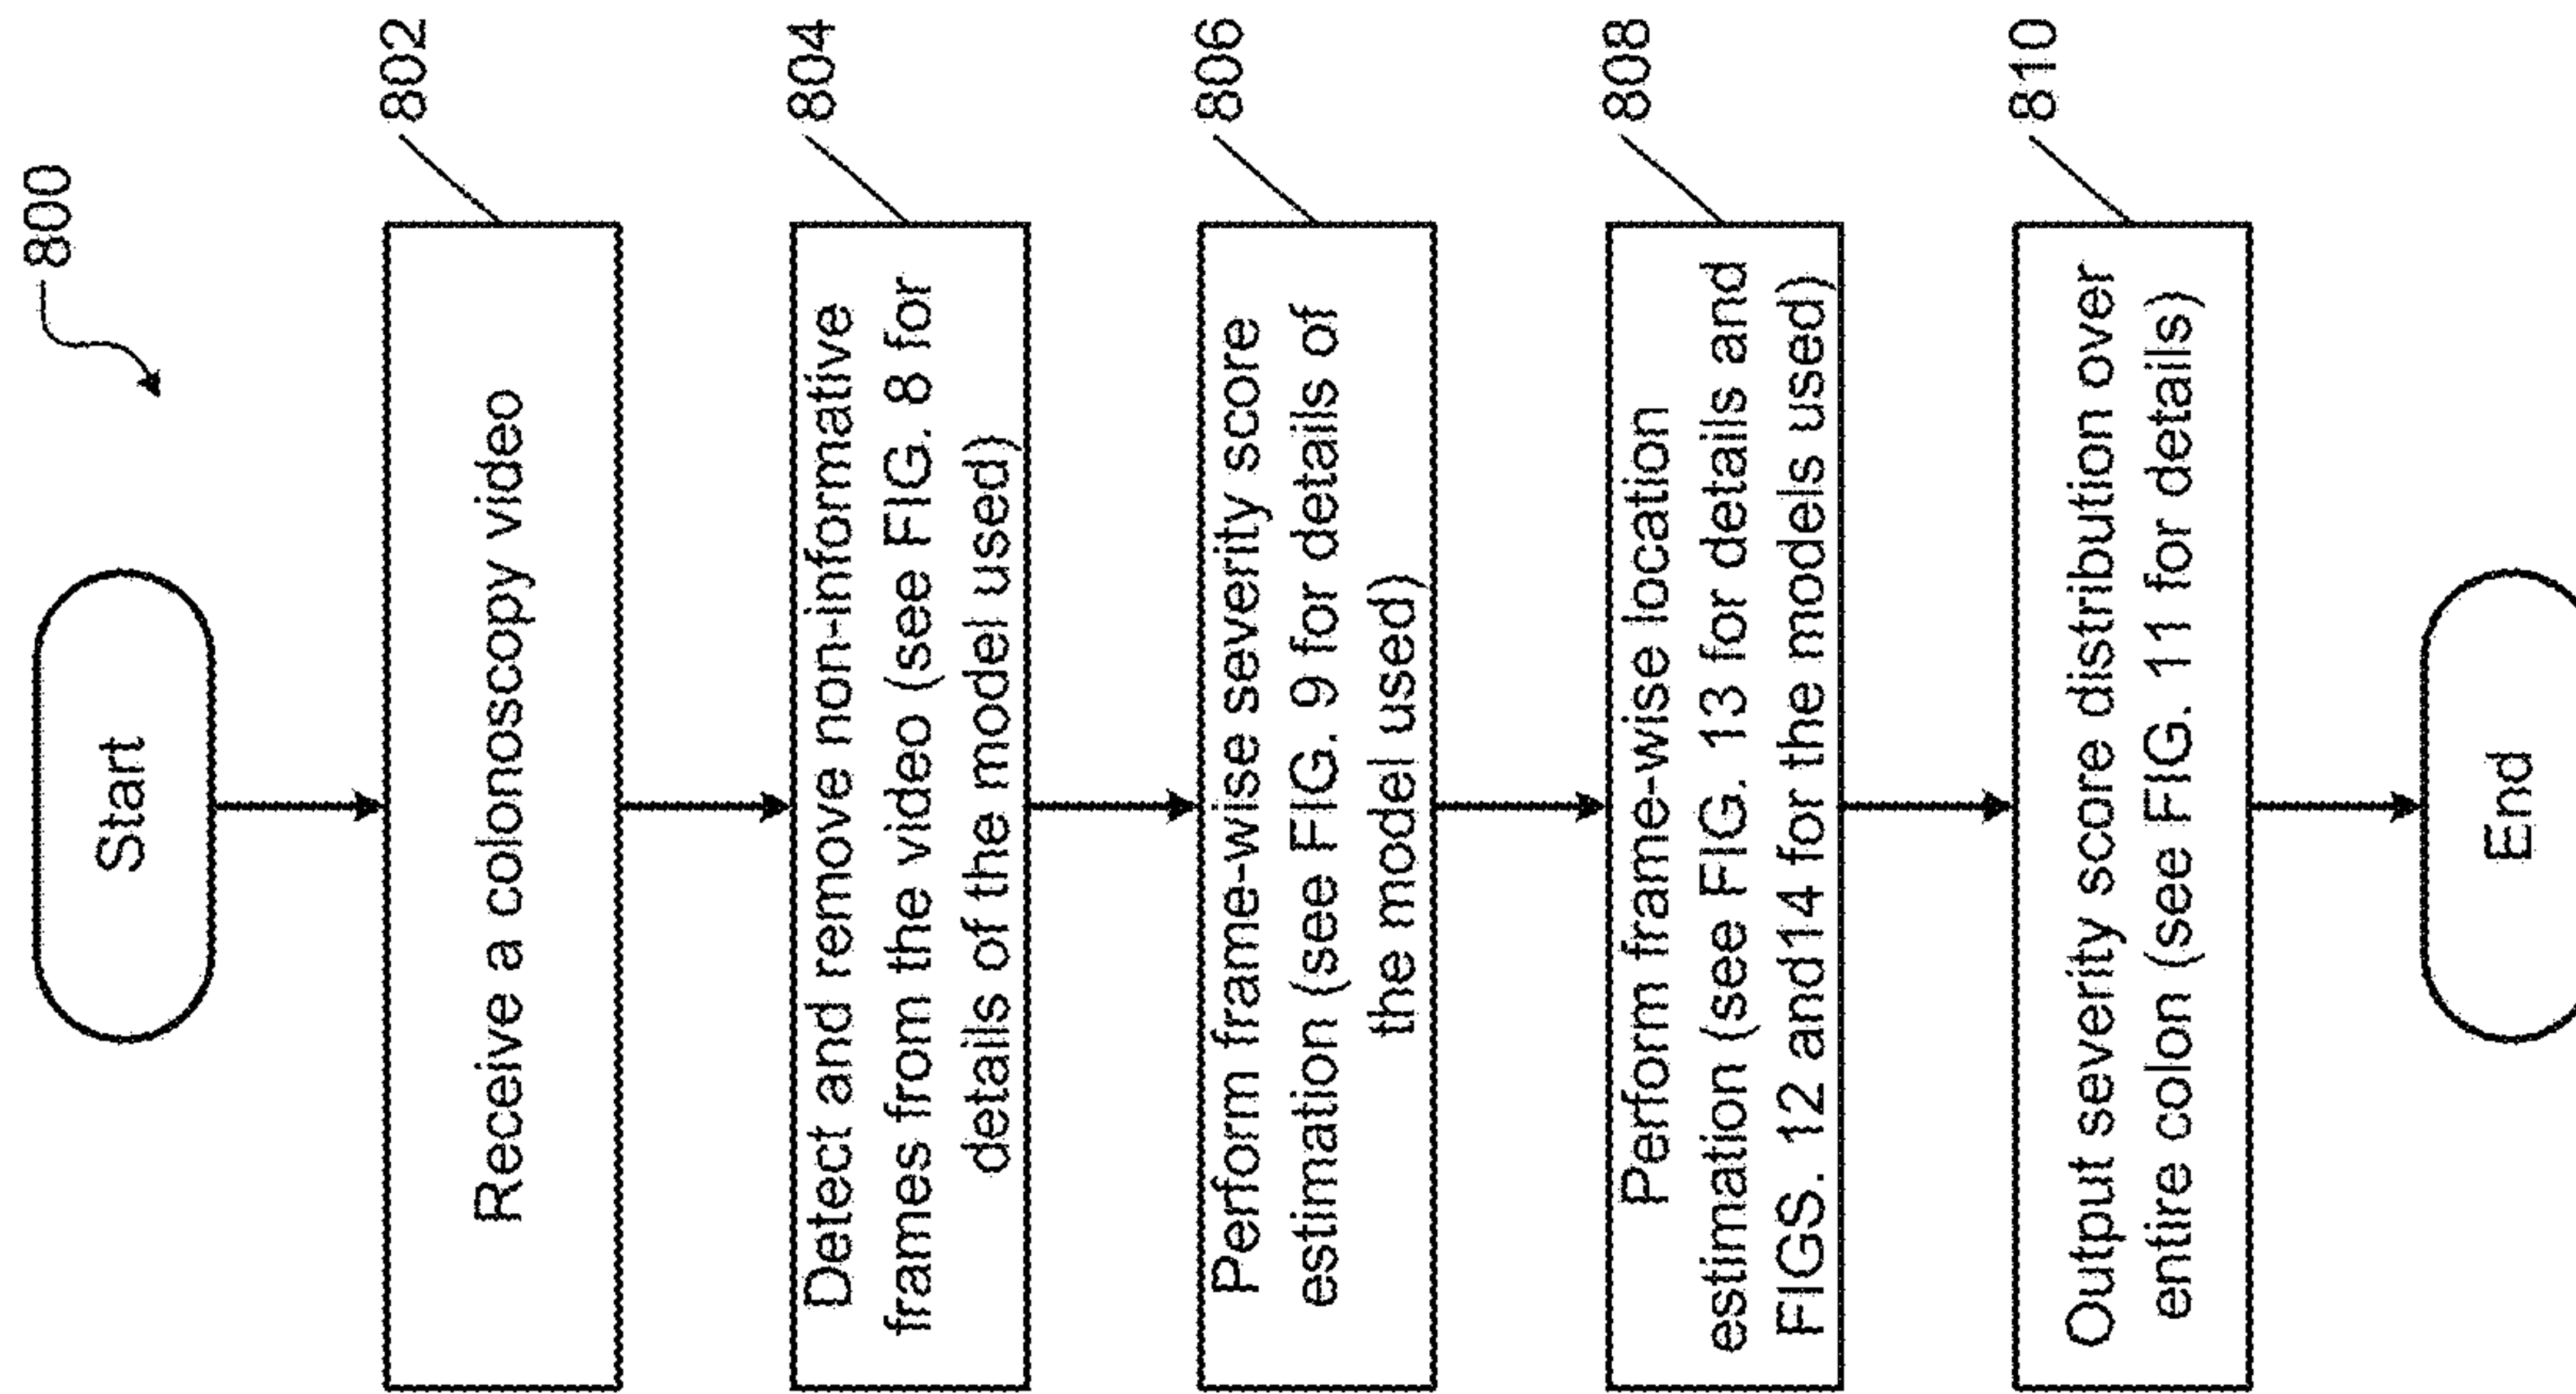 800
Start
802
Receive a colonoscopy video
804
Detect and remove non-informative
frames from the video (see FIG. 8 for
details of the model used)
806
Perform frame-wise severity score
estimation (see FIG. 9 for details of
the model used)
808
Perform frame-wise location
estimation (see FIG. 13 for details and
FIGS. 12 and14 for the models used)
810
Output severity score distribution over
entire colon (see FIG. 11 for details)
End